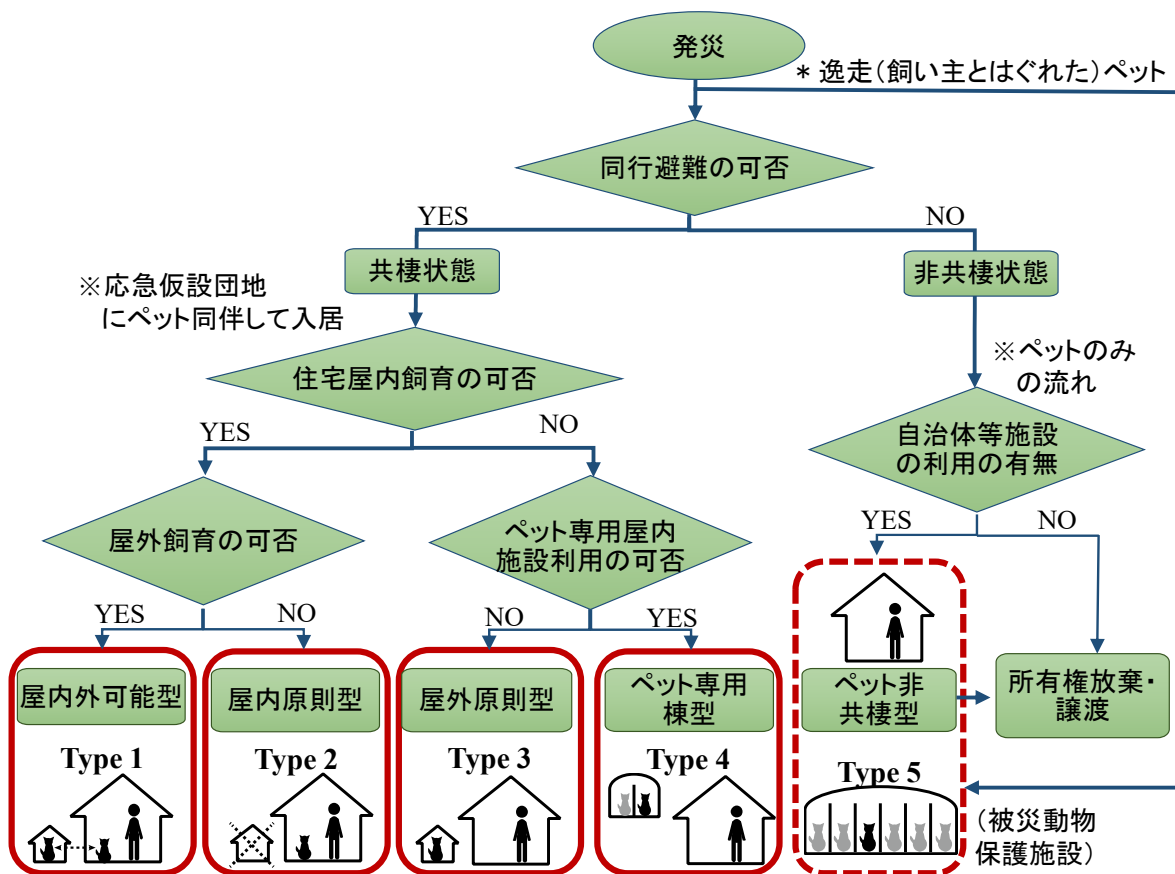 発災
* 逸走(飼い主とはぐれた)ペット
同行避難の可否
YES
NO
共棲状態
非共棲状態
※応急仮設団地
にペット同伴して入居
※ペットのみ
の流れ
住宅屋内飼育の可否
自治体等施設
の利用の有無
YES
NO
YES
NO
屋外飼育の可否
ペット専用屋内
施設利用の可否
YES
NO
NO
YES
屋内外可能型
屋内原則型
屋外原則型
ペット専用
棟型
ペット非
共棲型
所有権放棄・
譲渡
Type 1
Type 2
Type 3
Type 4
Type 5
(被災動物
保護施設)